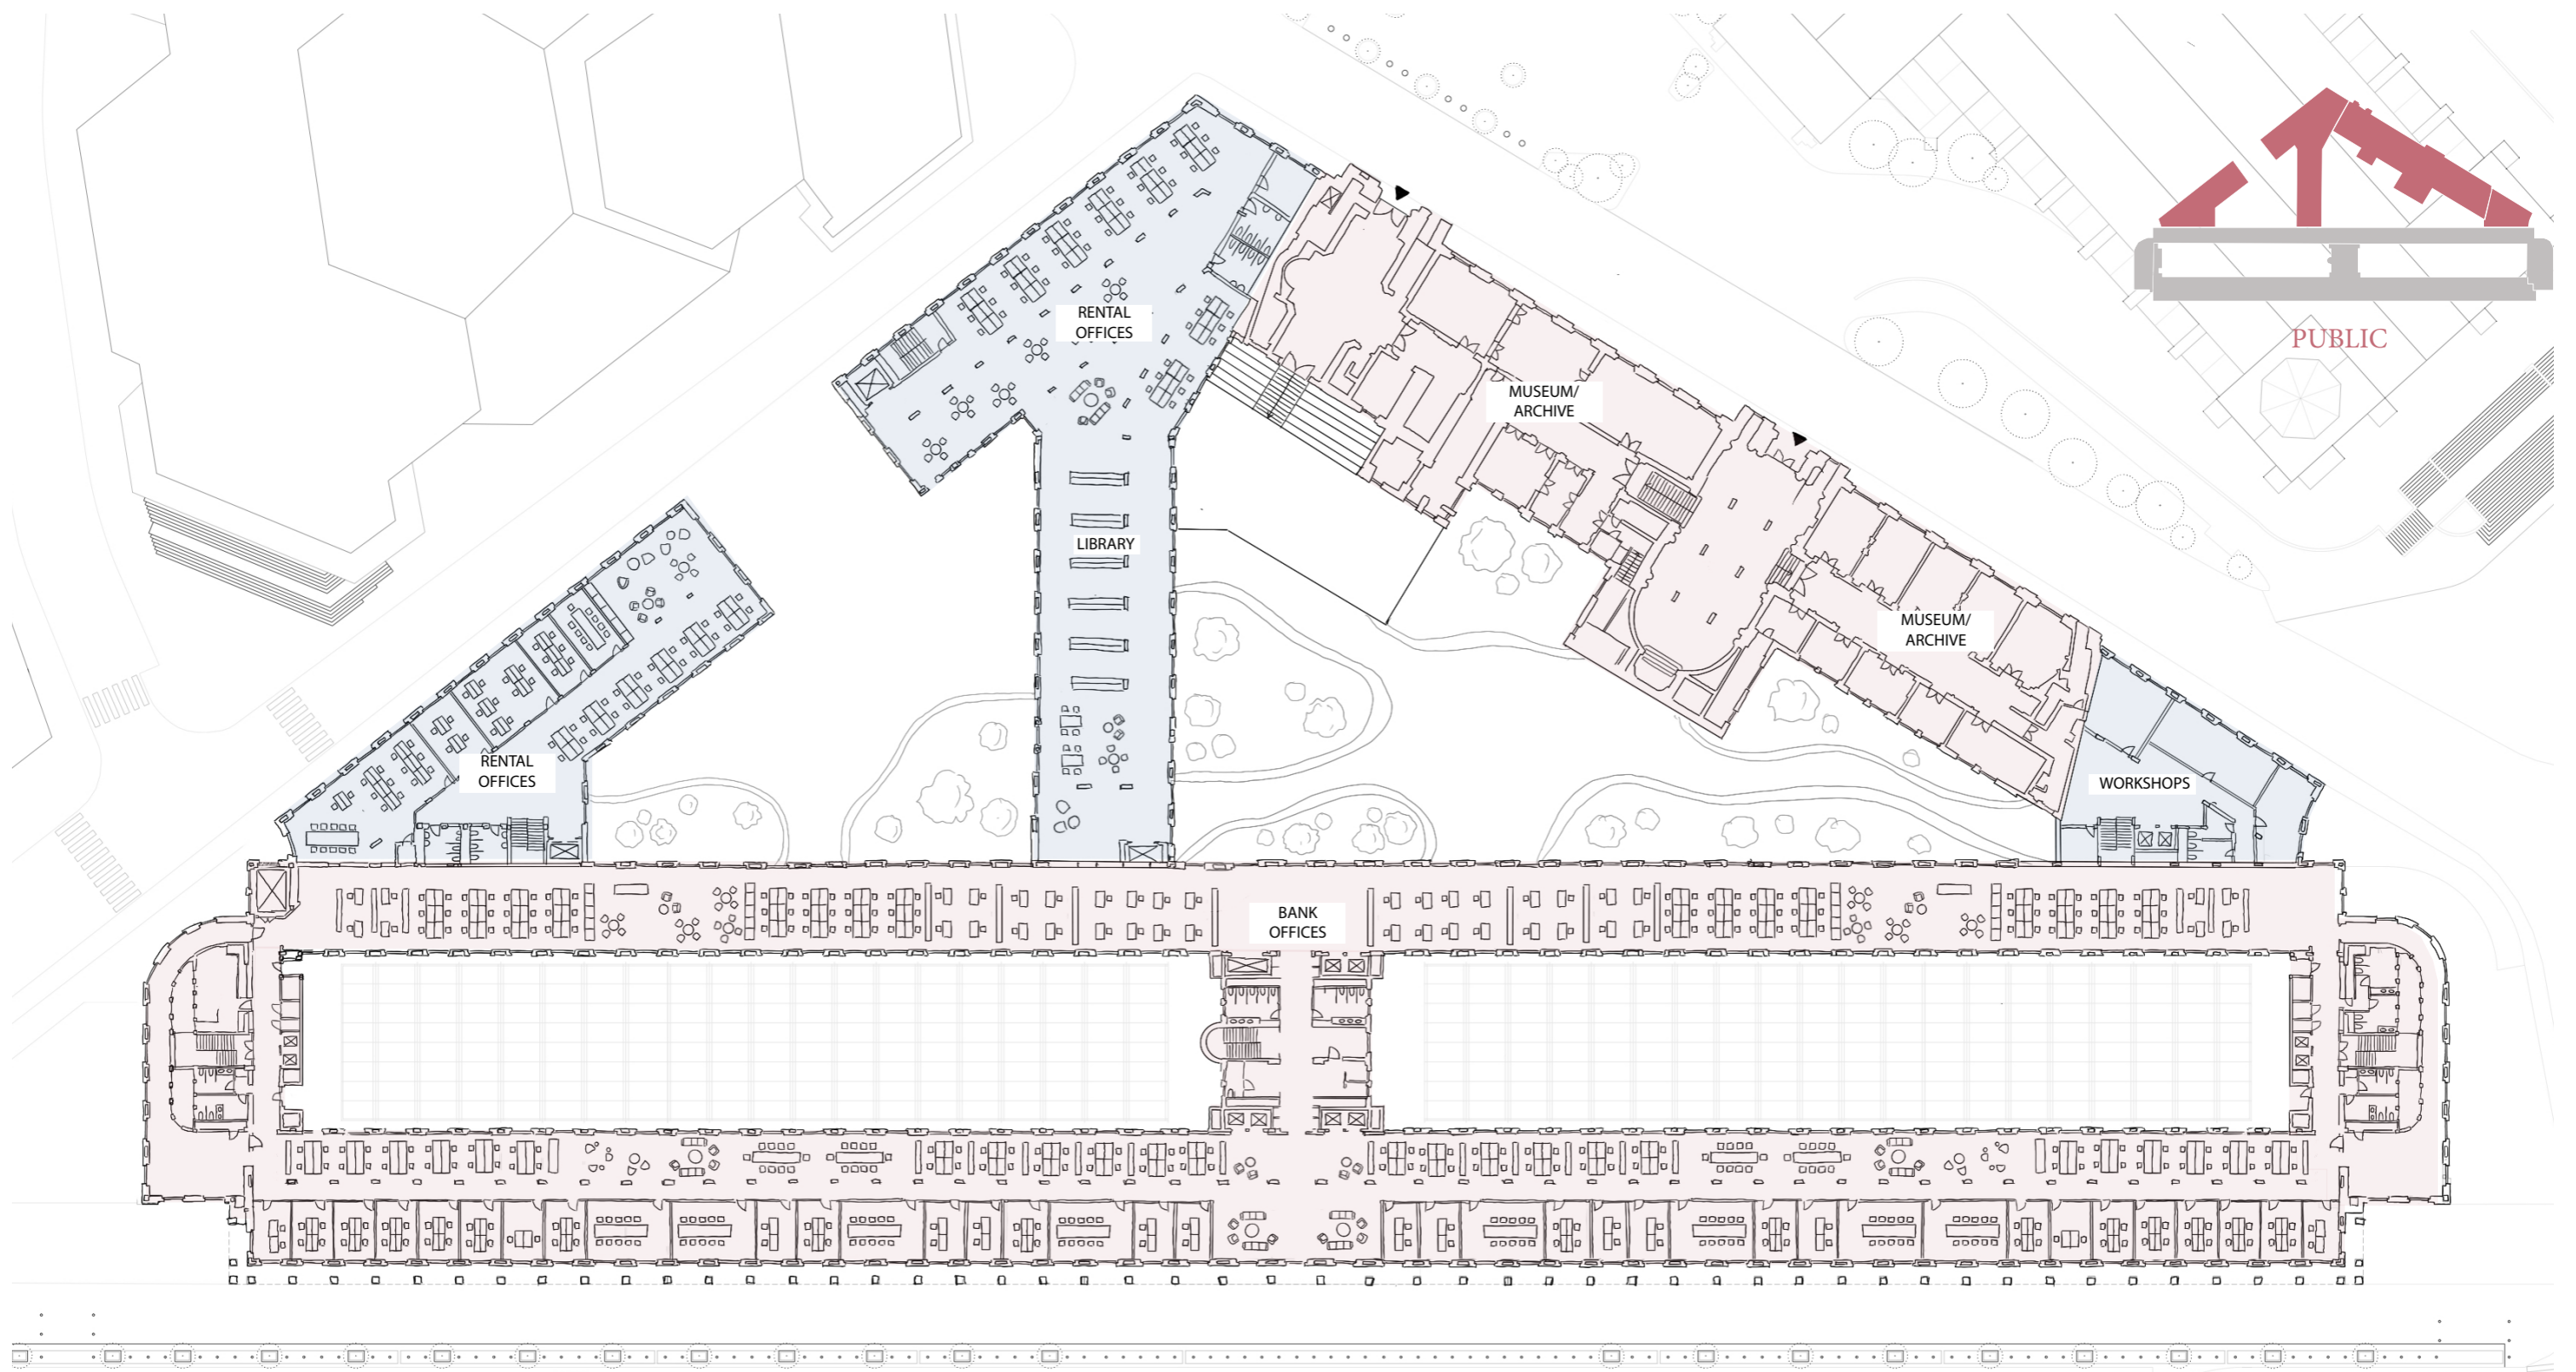 RENTAL
OFFICES
PUBLIC
MUSEUM/
ARCHIVE
LIBRARY
MUSEUM/
ARCHIVE
RENTAL
OFFICES
WORKSHOPS
BANK
OFFICES